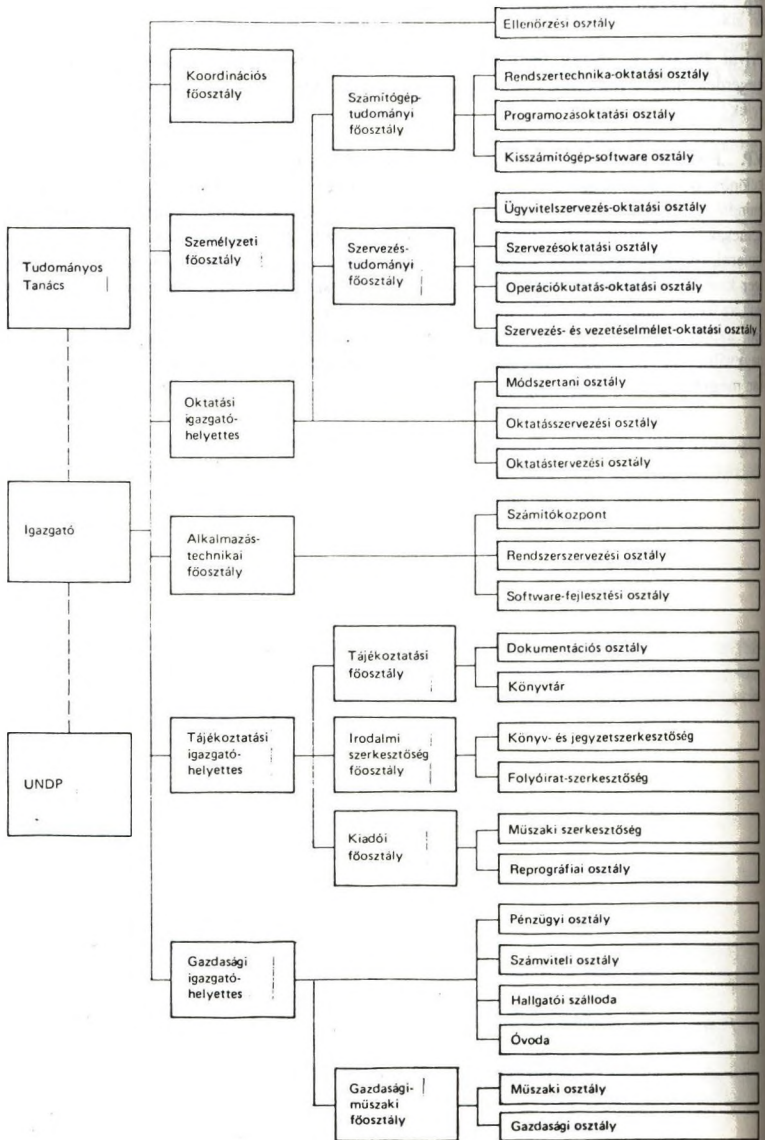 Ellenőrzési osztály
Koordinációs
főosztály
Számítógép-
tudományi
főosztály
Rendszertechnika-oktatási osztály
Programozásoktatási osztály
Kisszámítógép-software osztály
Tudományos
Tanács
Személyzeti
főosztály
Szervezés-
tudományi
főosztály
Ügyvitelszervezés-oktatási osztály
Szervezésoktatási osztály
Operációkutatás-oktatási osztály
Szervezés- és vezetéselmélet-oktatási osztály
Oktatási
igazgató-
helyettes
Módszertani osztály
Oktatásszervezési osztály
Oktatástervezési osztály
Igazgató
Alkalmazás-
technikai
főosztály
Számítóközpont
Rendszerszervezési osztály
Software-fejlesztési osztály
UNDP
Tájékoztatási
igazgató-
helyettes
Tájékoztatási
főosztály
Dokumentációs osztály
Könyvtár
Irodalmi
szerkesztőség
főosztály
Könyv- és jegyzetszerkesztőség
Folyóirat-szerkesztőség
Kiadói
főosztály
Műszaki szerkesztőség
Reprográfiai osztály
Gazdasági
igazgató-
helyettes
Pénzügyi osztály
Számviteli osztály
Hallgatói szálloda
Óvoda
Gazdasági-
műszaki
főosztály
Műszaki osztály
Gazdasági osztály